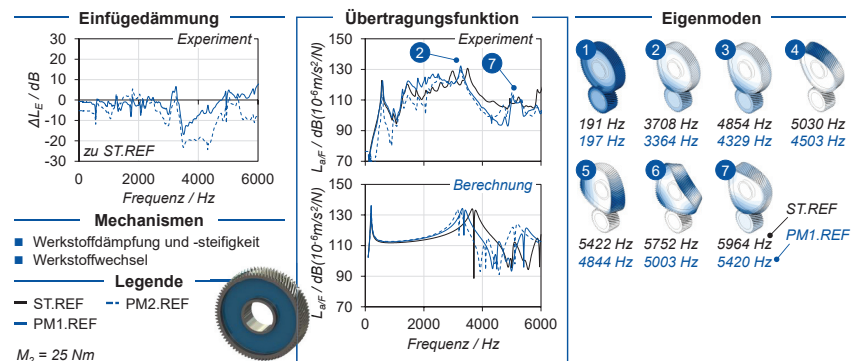 Einfügedämmung
Experiment
ΔL_E / dB
30
20
10
0
-10
-20
-30
zu ST.REF
0 2000 4000 6000
Frequenz / Hz
Mechanismen
Werkstoffdämpfung und -steifigkeit
Werkstoffwechsel
Legende
ST.REF PM2.REF
PM1.REF
M₂ = 25 Nm
Übertragungsfunktion
Experiment
L_a/F / dB(10⁻⁶m/s²/N)
150
130
110
90
70
2
7
Berechnung
L_a/F / dB(10⁻⁶m/s²/N)
150
130
110
90
70
0 2000 4000 6000
Frequenz / Hz
Eigenmoden
1 2 3 4
191 Hz 3708 Hz 4854 Hz 5030 Hz
197 Hz 3364 Hz 4329 Hz 4503 Hz
5 6 7
ST.REF
5422 Hz 5752 Hz 5964 Hz
PM1.REF
4844 Hz 5003 Hz 5420 Hz